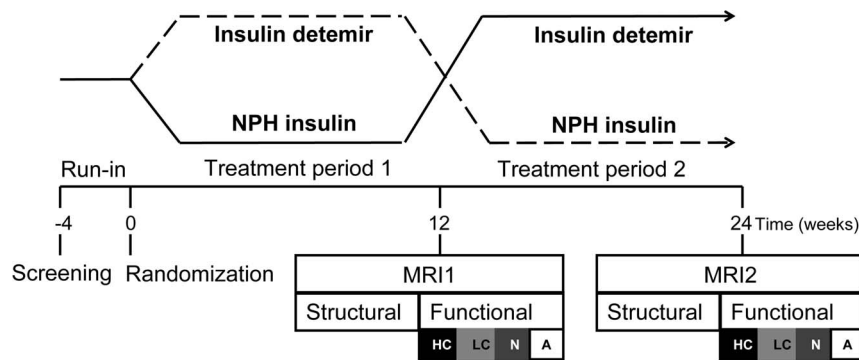 Insulin detemir Insulin detemir
NPH insulin NPH insulin
Run-in Treatment period 1 Treatment period 2
-4 0 12 24 Time (weeks)
Screening Randomization MRI1 MRI2
Structural Functional Structural Functional
HC LC N A HC LC N A